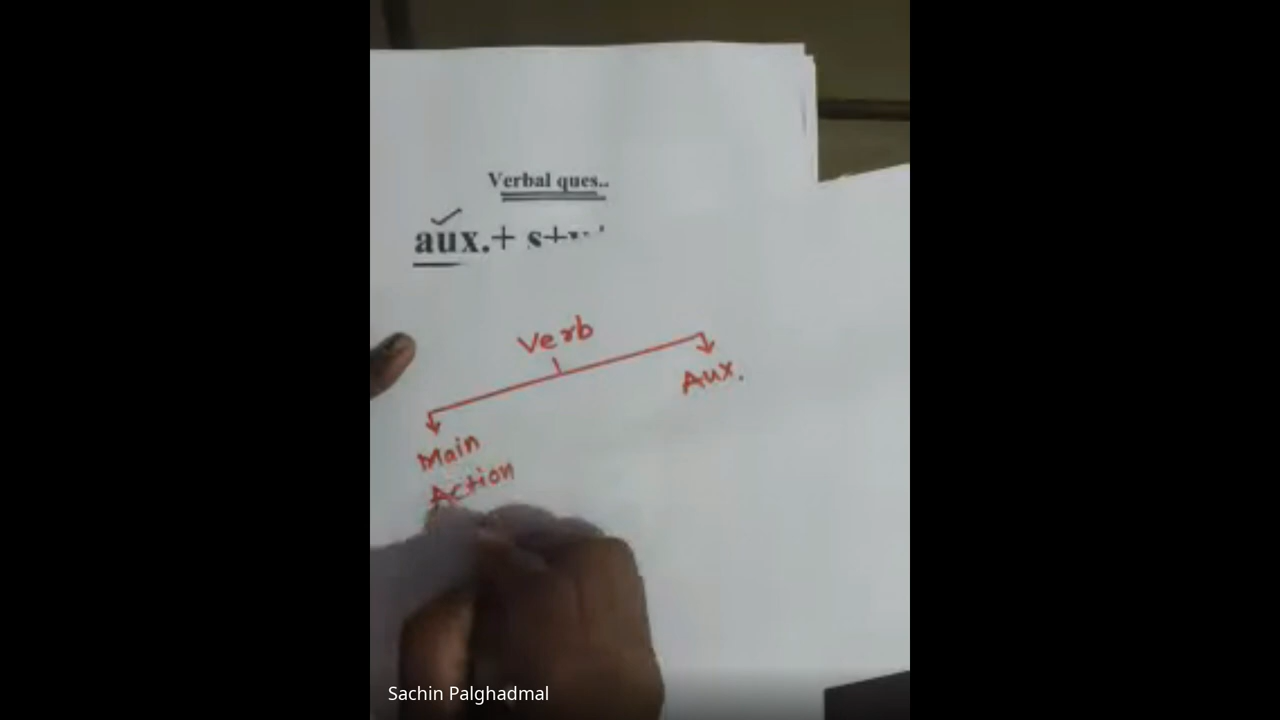 Verbal ques..
aux.+ s+
Verb
Aux.
Main
Action
Sachin Palghadmal